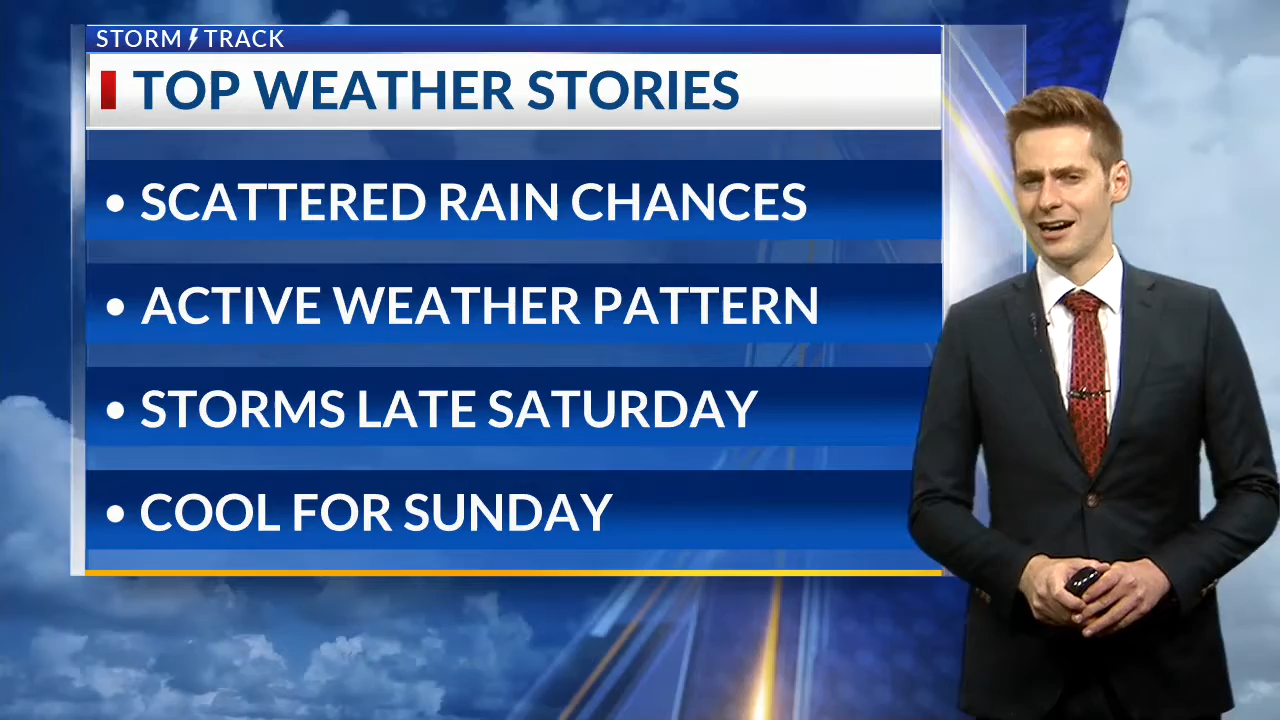 STORM TRACK
TOP WEATHER STORIES
• SCATTERED RAIN CHANCES
• ACTIVE WEATHER PATTERN
• STORMS LATE SATURDAY
• COOL FOR SUNDAY